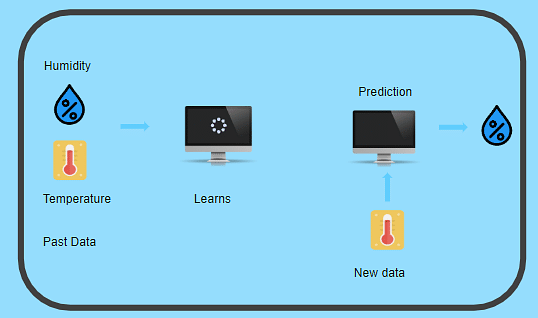 Humidity
Temperature
Past Data
Learns
Prediction
New data